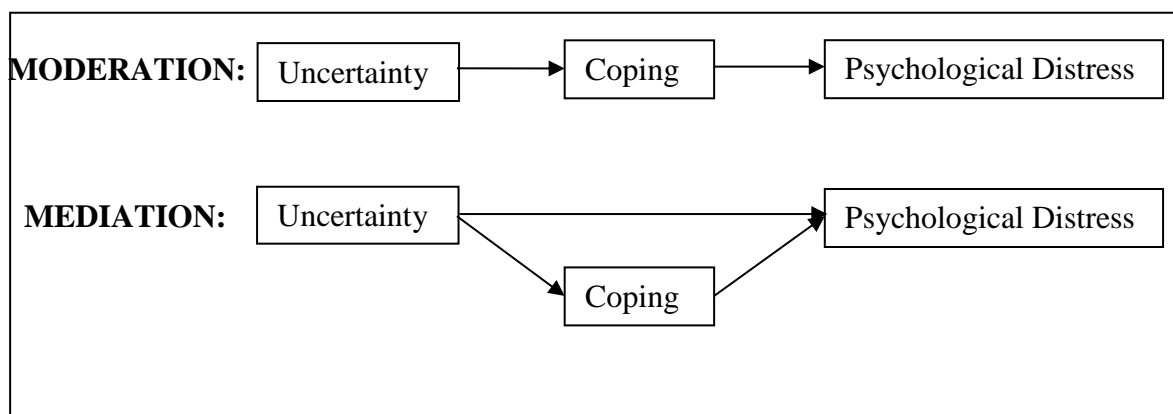 MODERATION: Uncertainty Coping Psychological Distress
MEDIATION: Uncertainty Psychological Distress
Coping